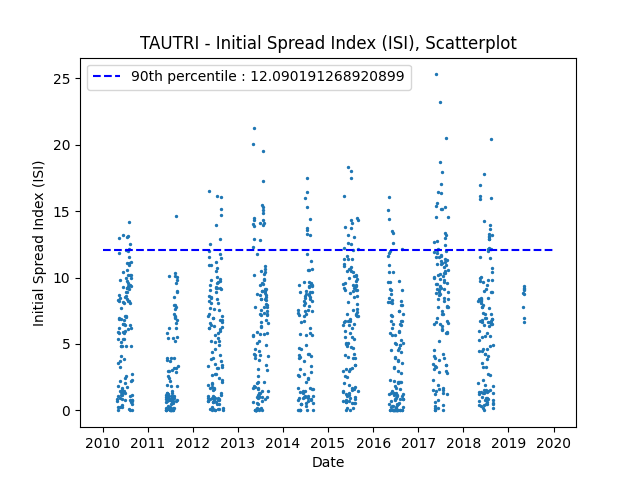 TAUTRI - Initial Spread Index (ISI), Scatterplot
90th percentile : 12.090191268920899
Initial Spread Index (ISI)
25
20
15
10
5
0
2010 2011 2012 2013 2014 2015 2016 2017 2018 2019 2020
Date